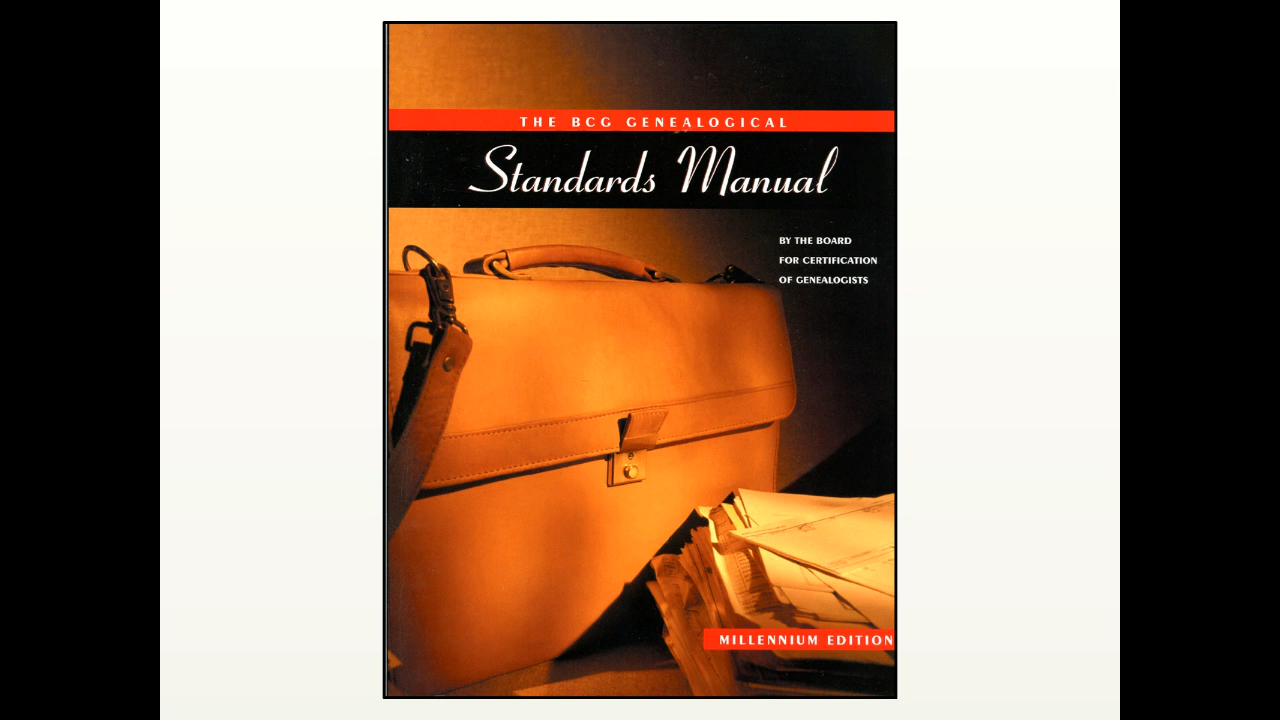 THE BCG GENEALOGICAL
Standards Manual
BY THE BOARD
FOR CERTIFICATION
OF GENEALOGISTS
MILLENNIUM EDITION